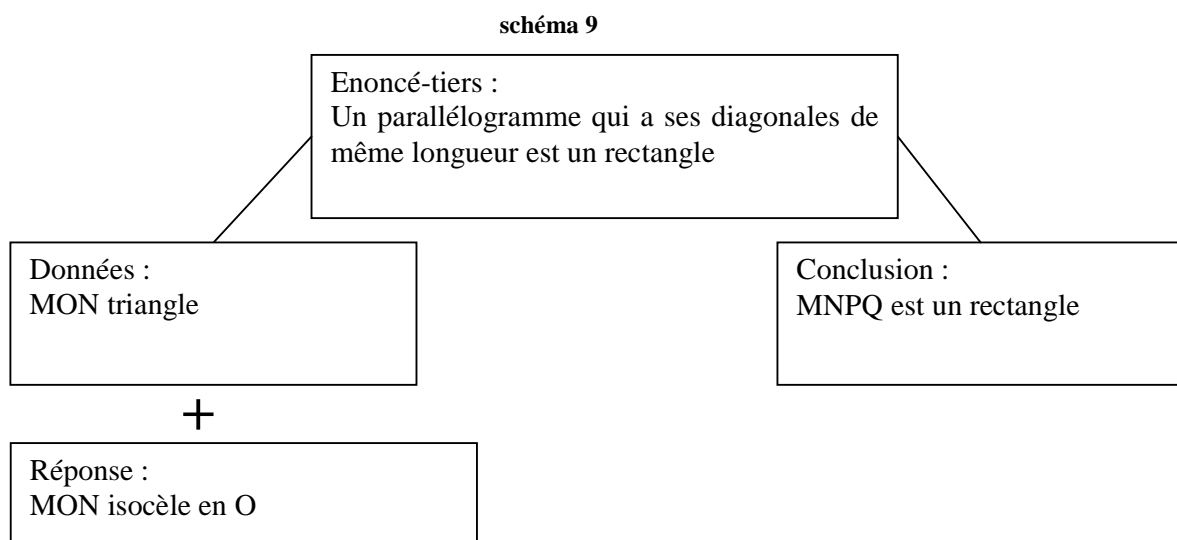 schéma 9
Enoncé-tiers :
Un parallélogramme qui a ses diagonales de
même longueur est un rectangle
Données :
MON triangle
Conclusion :
MNPQ est un rectangle
+
Réponse :
MON isocèle en O